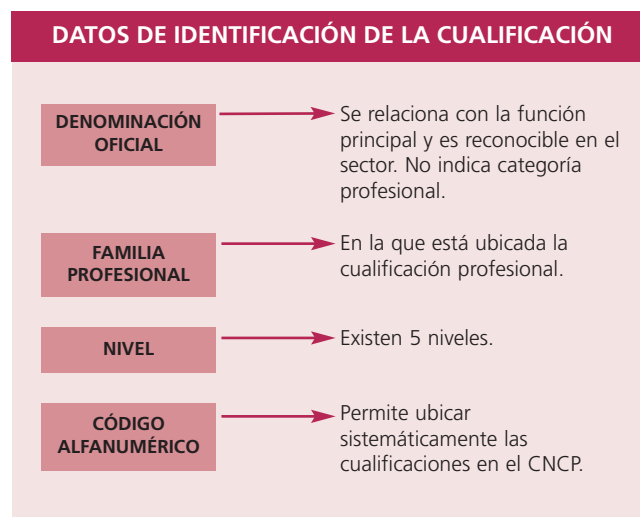 DATOS DE IDENTIFICACIÓN DE LA CUALIFICACIÓN
DENOMINACIÓN
OFICIAL
Se relaciona con la función
principal y es reconocible en el
sector. No indica categoría
profesional.
FAMILIA
PROFESIONAL
En la que está ubicada la
cualificación profesional.
NIVEL
Existen 5 niveles.
CÓDIGO
ALFANUMÉRICO
Permite ubicar
sistemáticamente las
cualificaciones en el CNCP.